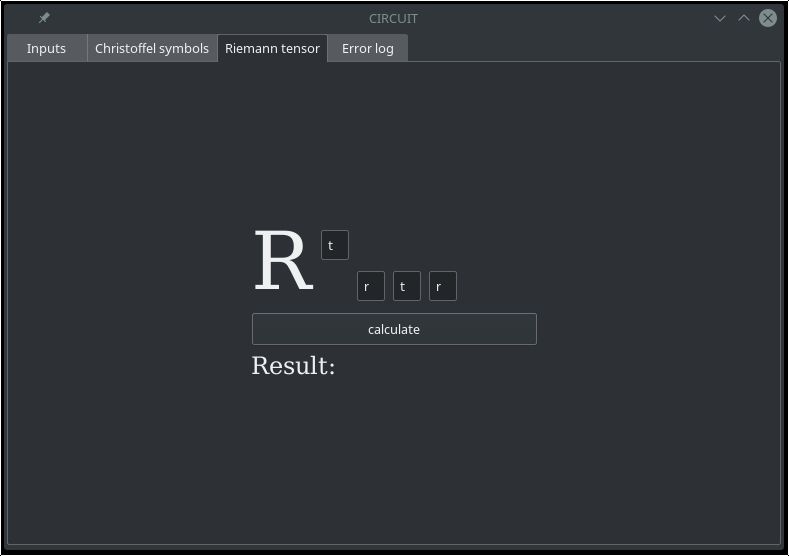 CIRCUIT
Inputs Christoffel symbols Riemann tensor Error log
R t
r t r
calculate
Result: